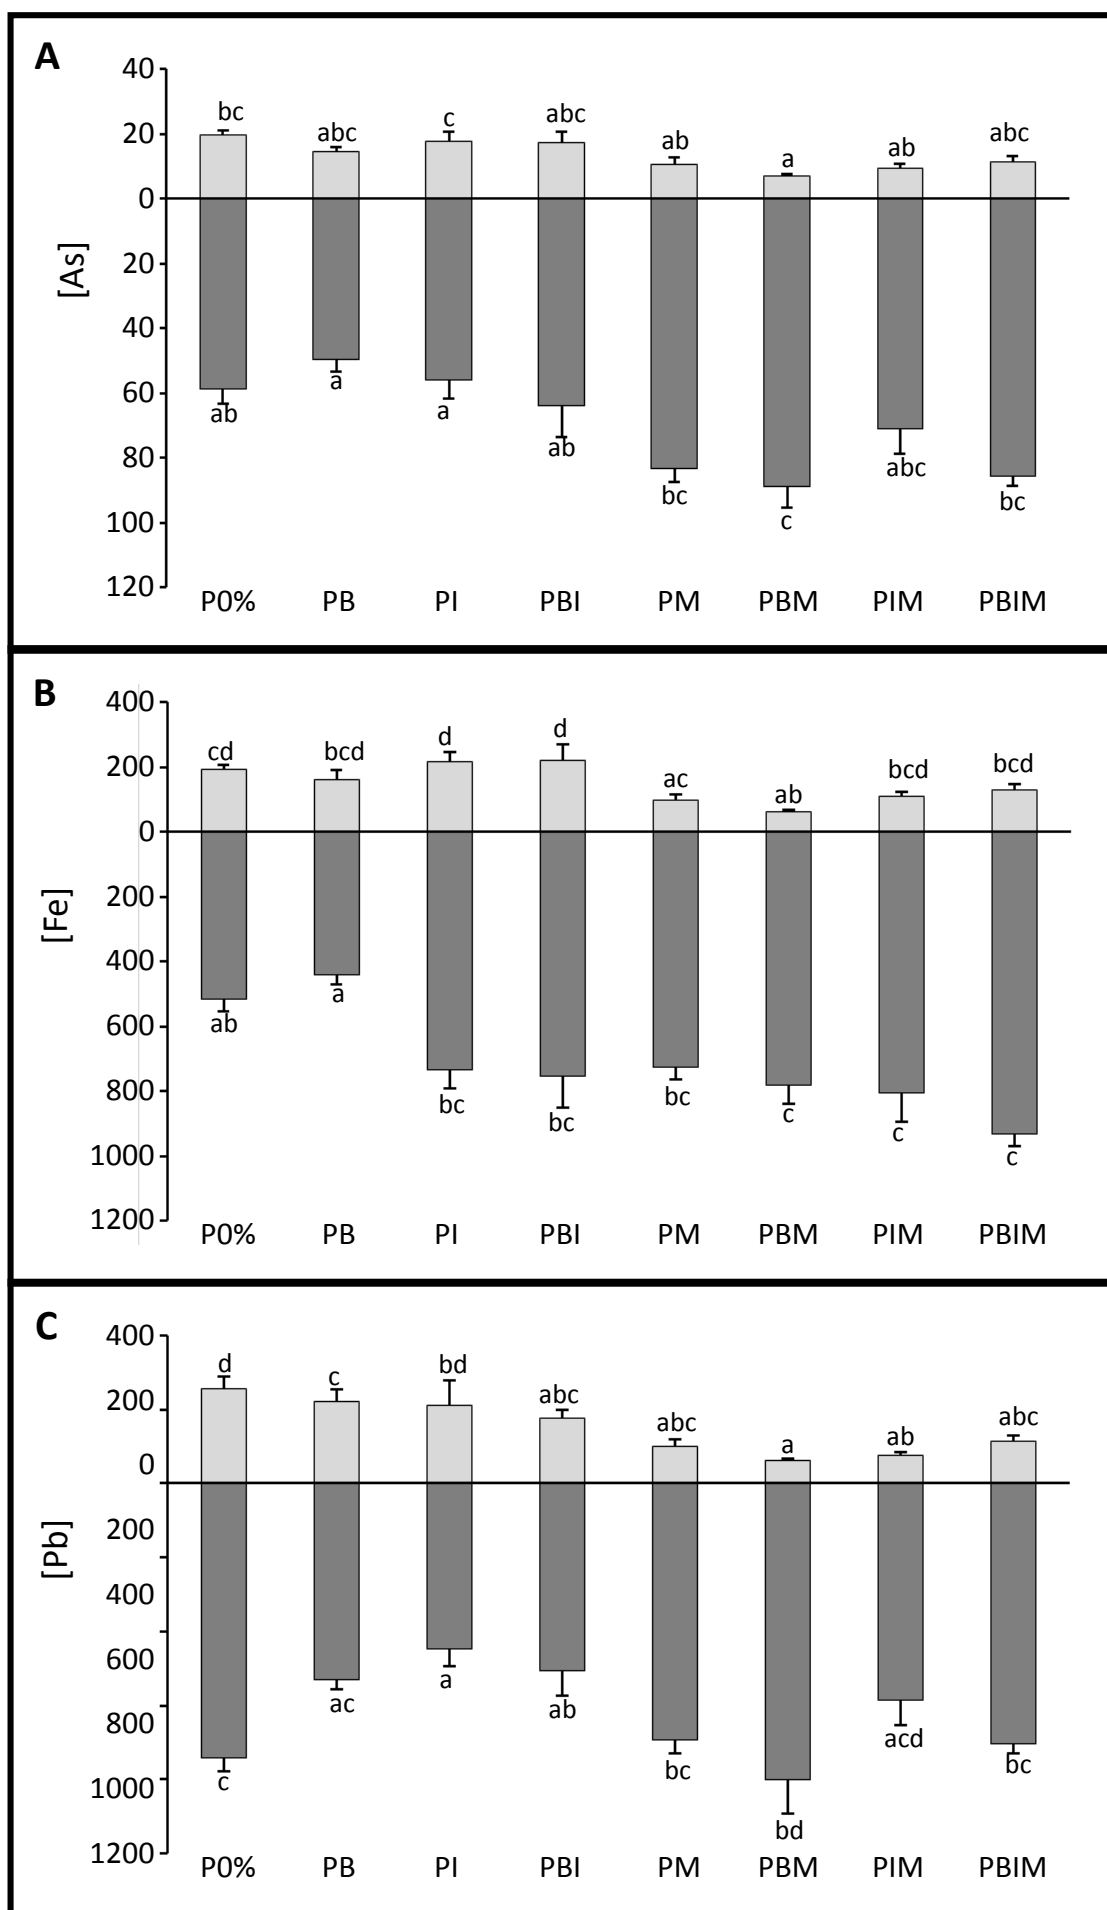 A
40
bc abc c abc ab a ab abc
20
0
20
[As]
40
60
ab a a ab bc c abc bc
80
100
120
P0% PB PI PBI PM PBM PIM PBIM
B
400
cd bcd d d ac ab bcd bcd
200
0
200
[Fe]
400
600
ab a bc bc bc c c c
800
1000
1200
P0% PB PI PBI PM PBM PIM PBIM
C
400
d c bd abc abc a ab abc
200
0
200
[Pb]
400
600
800
c ac a ab bc bd acd bc
1000
1200
P0% PB PI PBI PM PBM PIM PBIM